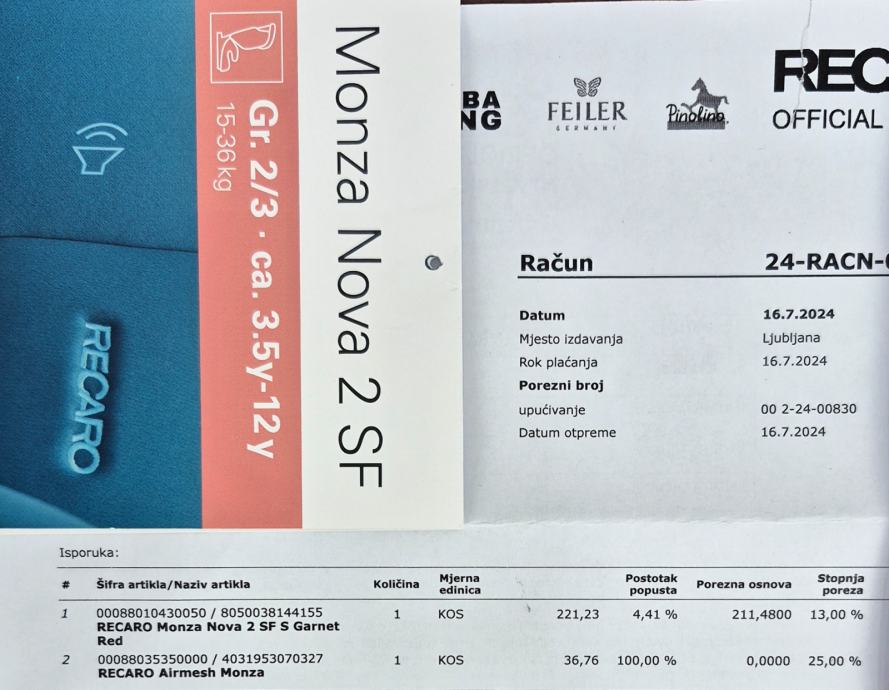 Monza Nova 2 SF
Gr. 2/3 · ca. 3.5y-12y
15-36 kg
RECARO
BA
NG
FEILER
GERMANY
Pinolino
REC
OFFICIAL
Račun 24-RACN-
Datum 16.7.2024
Mjesto izdavanja Ljubljana
Rok plaćanja 16.7.2024
Porezni broj
upućivanje 00 2-24-00830
Datum otpreme 16.7.2024
Isporuka:
# Šifra artikla/Naziv artikla Količina Mjerna edinica Postotak popusta Porezna osnova Stopnja poreza
1 00088010430050 / 8050038144155 1 KOS 221,23 4,41 % 211,4800 13,00 %
RECARO Monza Nova 2 SF S Garnet
Red
2 00088035350000 / 4031953070327 1 KOS 36,76 100,00 % 0,0000 25,00 %
RECARO Airmesh Monza